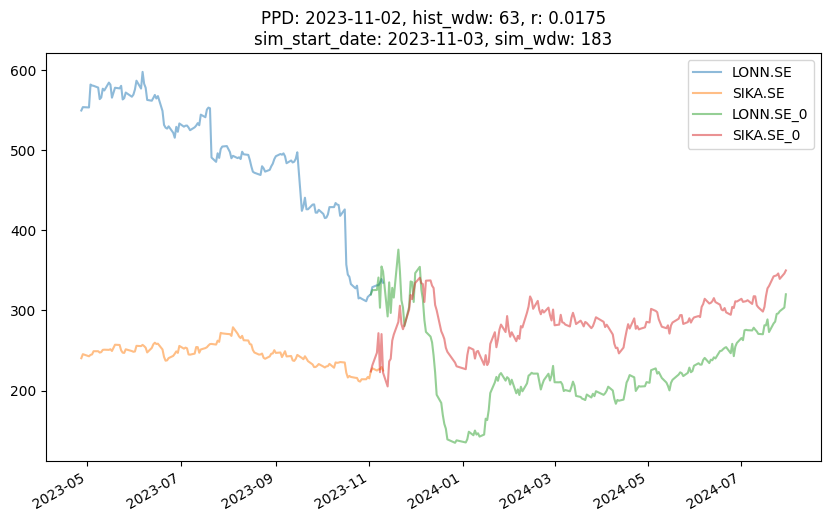 PPD: 2023-11-02, hist_wdw: 63, r: 0.0175
sim_start_date: 2023-11-03, sim_wdw: 183
LONN.SE
SIKA.SE
LONN.SE_0
SIKA.SE_0
600
500
400
300
200
2023-05
2023-07
2023-09
2023-11
2024-01
2024-03
2024-05
2024-07